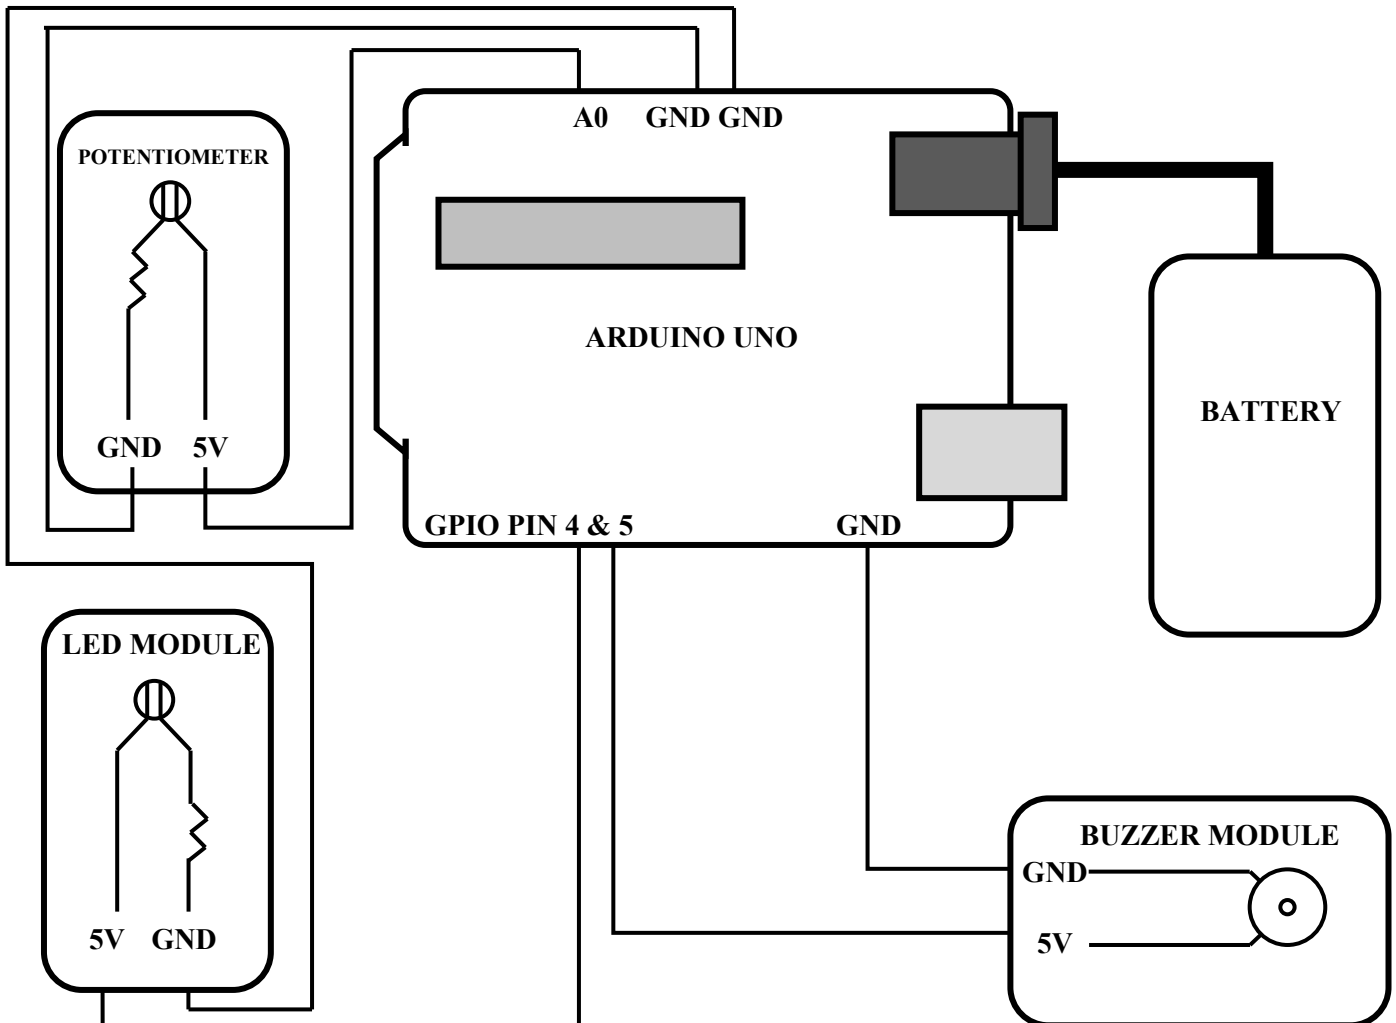 A0 GND GND
POTENTIOMETER
ARDUINO UNO
BATTERY
GND 5V
GPIO PIN 4 & 5 GND
LED MODULE
BUZZER MODULE
GND
5V GND
5V